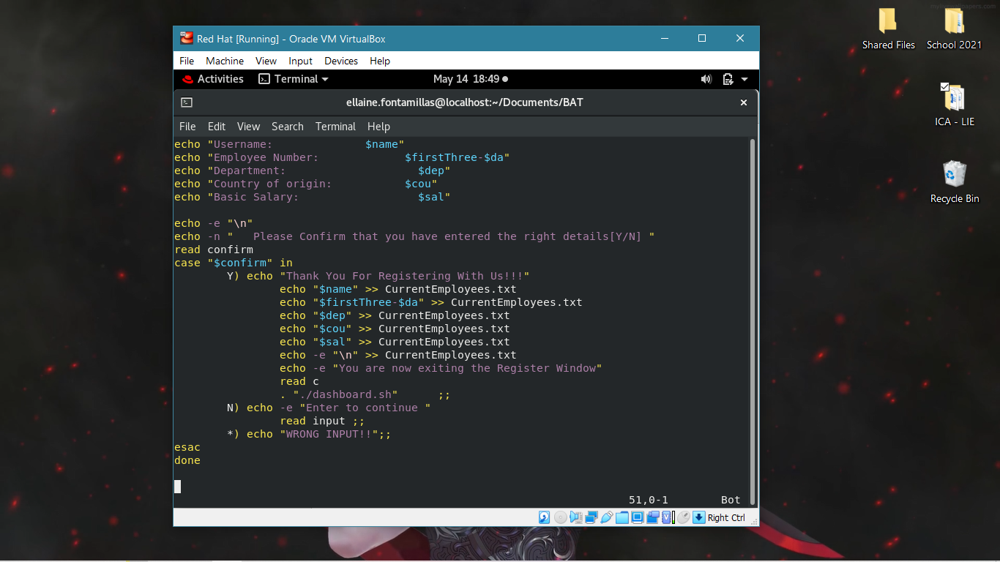 Red Hat [Running] - Oracle VM VirtualBox
File Machine View Input Devices Help
Activities Terminal May 14 18:49
ellaine.fontamillas@localhost:~/Documents/BAT
File Edit View Search Terminal Help
echo "Username:              $name"
echo "Employee Number:             $firstThree-$da"
echo "Department:                    $dep"
echo "Country of origin:           $cou"
echo "Basic Salary:                  $sal"
echo -e "\n"
echo -n "   Please Confirm that you have entered the right details[Y/N] "
read confirm
case "$confirm" in
        Y) echo "Thank You For Registering With Us!!!"
                echo "$name" >> CurrentEmployees.txt
                echo "$firstThree-$da" >> CurrentEmployees.txt
                echo "$dep" >> CurrentEmployees.txt
                echo "$cou" >> CurrentEmployees.txt
                echo "$sal" >> CurrentEmployees.txt
                echo -e "\n" >> CurrentEmployees.txt
                echo -e "You are now exiting the Register Window"
                read c
                . "./dashboard.sh"      ;;
        N) echo -e "Enter to continue "
                read input ;;
        *) echo "WRONG INPUT!!";;
esac
done
51,0-1        Bot
Right Ctrl
Shared Files
School 2021
ICA - LIE
Recycle Bin